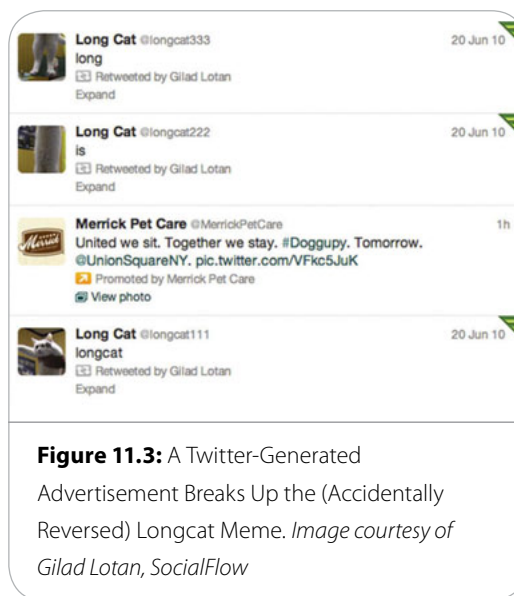 Long Cat @longcat333 20 Jun 10
long
Retweeted by Gilad Lotan
Expand
Long Cat @longcat222 20 Jun 10
is
Retweeted by Gilad Lotan
Expand
Merrick
Merrick Pet Care @MerrickPetCare 1h
United we sit. Together we stay. #Doggupy. Tomorrow.
@UnionSquareNY. pic.twitter.com/VFkc5JuK
Promoted by Merrick Pet Care
View photo
Long Cat @longcat111 20 Jun 10
longcat
Retweeted by Gilad Lotan
Expand
Figure 11.3: A Twitter-Generated
Advertisement Breaks Up the (Accidentally
Reversed) Longcat Meme. Image courtesy of
Gilad Lotan, SocialFlow